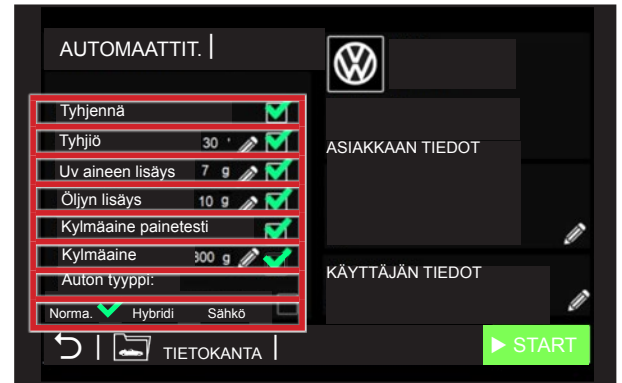 AUTOMAATTIT.
Tyhjennä
Tyhjiö 30 '
Uv aineen lisäys 7 g
Öljyn lisäys 10 g
Kylmäaine painetesti
Kylmäaine 300 g
Auton tyyppi:
Norma. Hybridi Sähkö
ASIAKKAAN TIEDOT
KÄYTTÄJÄN TIEDOT
TIETOKANTA
START